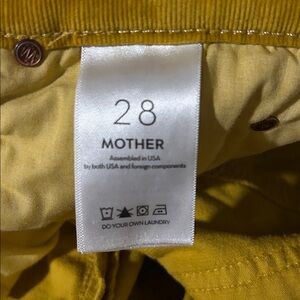 28
MOTHER
Assembled in USA
by both USA and foreign components
DO YOUR OWN LAUNDRY
M